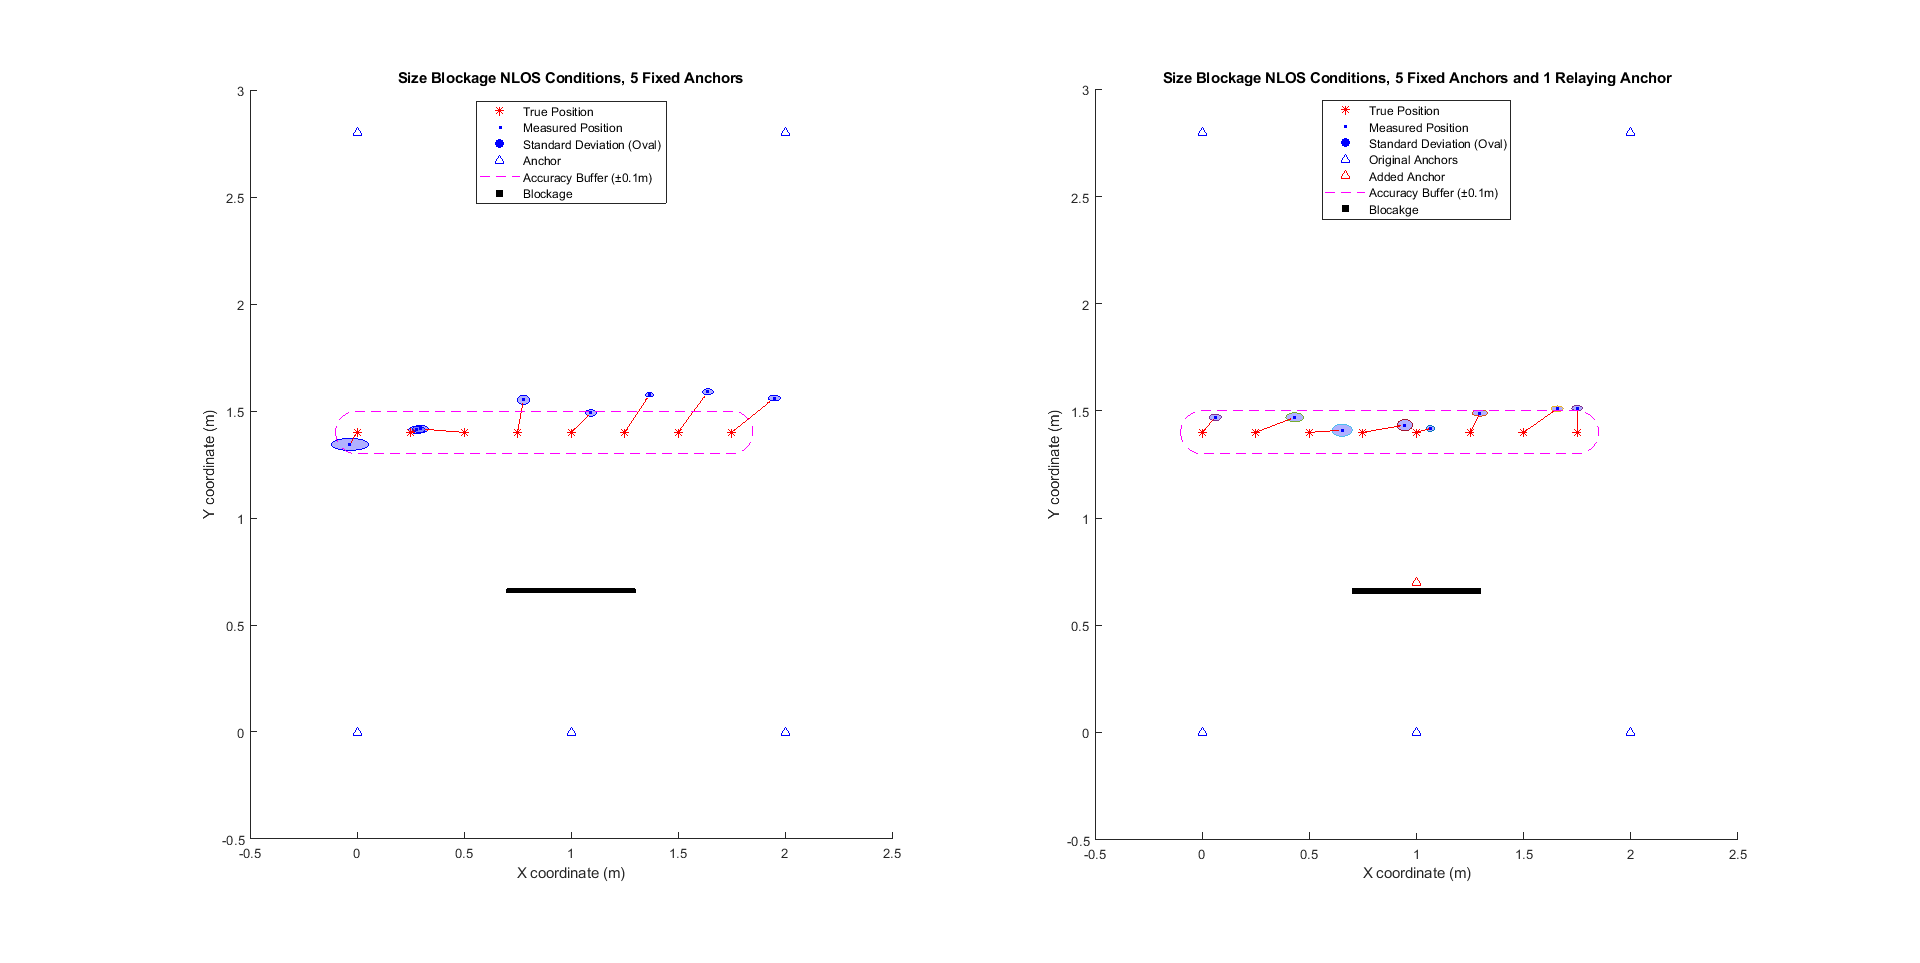 Size Blockage NLOS Conditions, 5 Fixed Anchors
3
True Position
Measured Position
Standard Deviation (Oval)
Anchor
Accuracy Buffer (±0.1m)
Blockage
2.5
2
1.5
1
0.5
0
-0.5
Y coordinate (m)
-0.5
0
0.5
1
1.5
2
2.5
X coordinate (m)
Size Blockage NLOS Conditions, 5 Fixed Anchors and 1 Relaying Anchor
3
True Position
Measured Position
Standard Deviation (Oval)
Original Anchors
Added Anchor
Accuracy Buffer (±0.1m)
Blocakge
2.5
2
1.5
1
0.5
0
-0.5
Y coordinate (m)
-0.5
0
0.5
1
1.5
2
2.5
X coordinate (m)